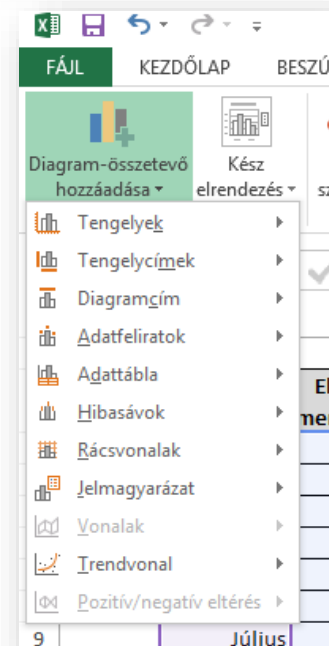 FÁJL KEZDŐLAP BESZÚ
Diagram-összetevő Kész
hozzáadása elrendezés
Tengelyek
Tengelycímek
Diagramcím
Adatfeliratok
Adattábla
Hibasávok
Rácsvonalak
Jelmagyarázat
Vonalak
Trendvonal
Pozitív/negatív eltérés
9 Július